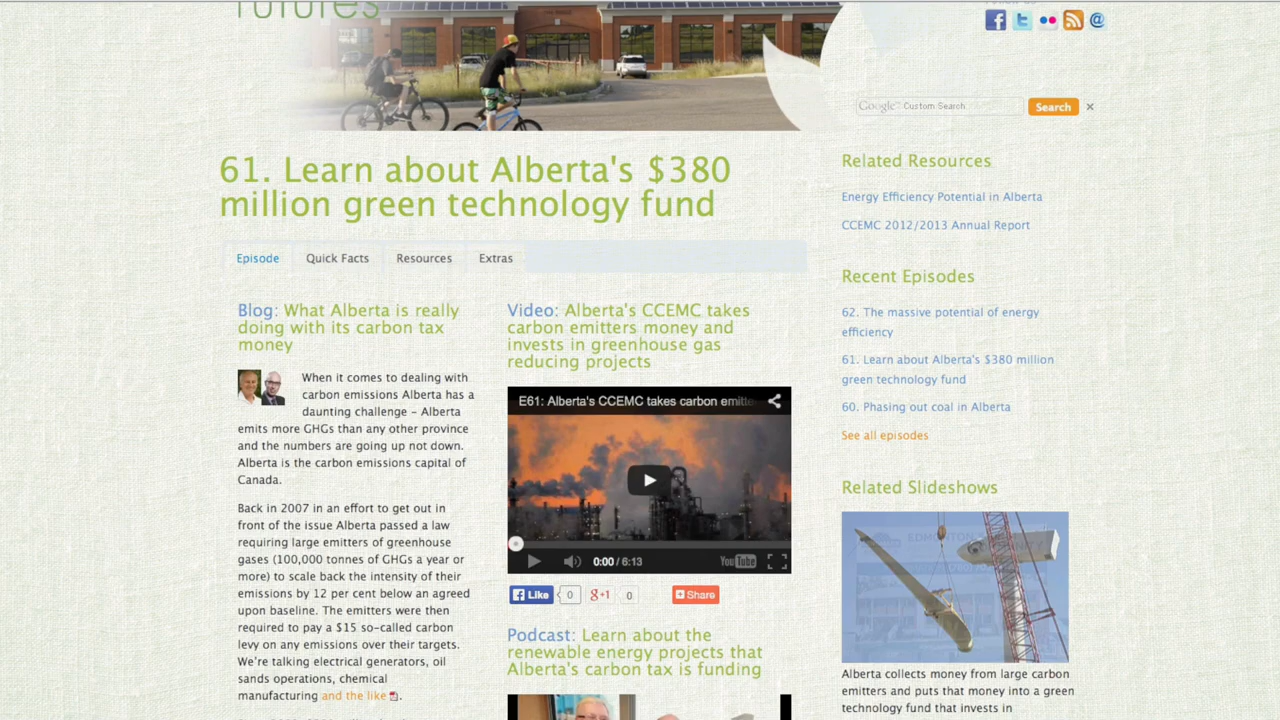 futures
Google™ Custom Search
Search
×
61. Learn about Alberta's $380
million green technology fund
Episode
Quick Facts
Resources
Extras
Blog: What Alberta is really
doing with its carbon tax
money
When it comes to dealing with
carbon emissions Alberta has a
daunting challenge – Alberta
emits more GHGs than any other province
and the numbers are going up not down.
Alberta is the carbon emissions capital of
Canada.
Back in 2007 in an effort to get out in
front of the issue Alberta passed a law
requiring large emitters of greenhouse
gases (100,000 tonnes of GHGs a year or
more) to scale back the intensity of their
emissions by 12 per cent below an agreed
upon baseline. The emitters were then
required to pay a $15 so-called carbon
levy on any emissions over their targets.
We're talking electrical generators, oil
sands operations, chemical
manufacturing and the like.
Video: Alberta's CCEMC takes
carbon emitters money and
invests in greenhouse gas
reducing projects
E61: Alberta's CCEMC takes carbon emitte
0:00 / 6:13
YouTube
Like
0
g+1
0
Share
Podcast: Learn about the
renewable energy projects that
Alberta's carbon tax is funding
Related Resources
Energy Efficiency Potential in Alberta
CCEMC 2012/2013 Annual Report
Recent Episodes
62. The massive potential of energy
efficiency
61. Learn about Alberta's $380 million
green technology fund
60. Phasing out coal in Alberta
See all episodes
Related Slideshows
Alberta collects money from large carbon
emitters and puts that money into a green
technology fund that invests in